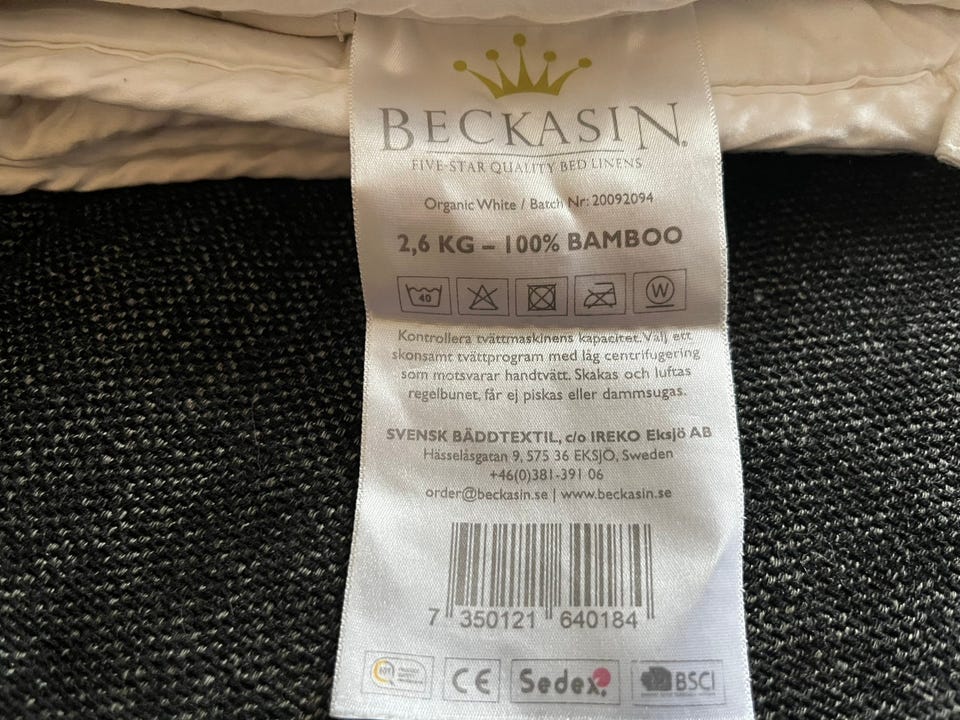 BECKASIN®
FIVE-STAR QUALITY BED LINENS
Organic White / Batch Nr: 20092094
2,6 KG – 100% BAMBOO
40 W
Kontrollera tvättmaskinens kapacitet. Välj ett
skonsamt tvättprogram med låg centrifugering
som motsvarar handtvätt. Skakas och luftas
regelbunet, får ej piskas eller dammsugas.
SVENSK BÄDDTEXTIL, c/o IREKO Eksjö AB
Hässelåsgatan 9, 575 36 EKSJÖ, Sweden
+46(0)381-391 06
order@beckasin.se | www.beckasin.se
7 350121 640184
CE Sedex BSCI